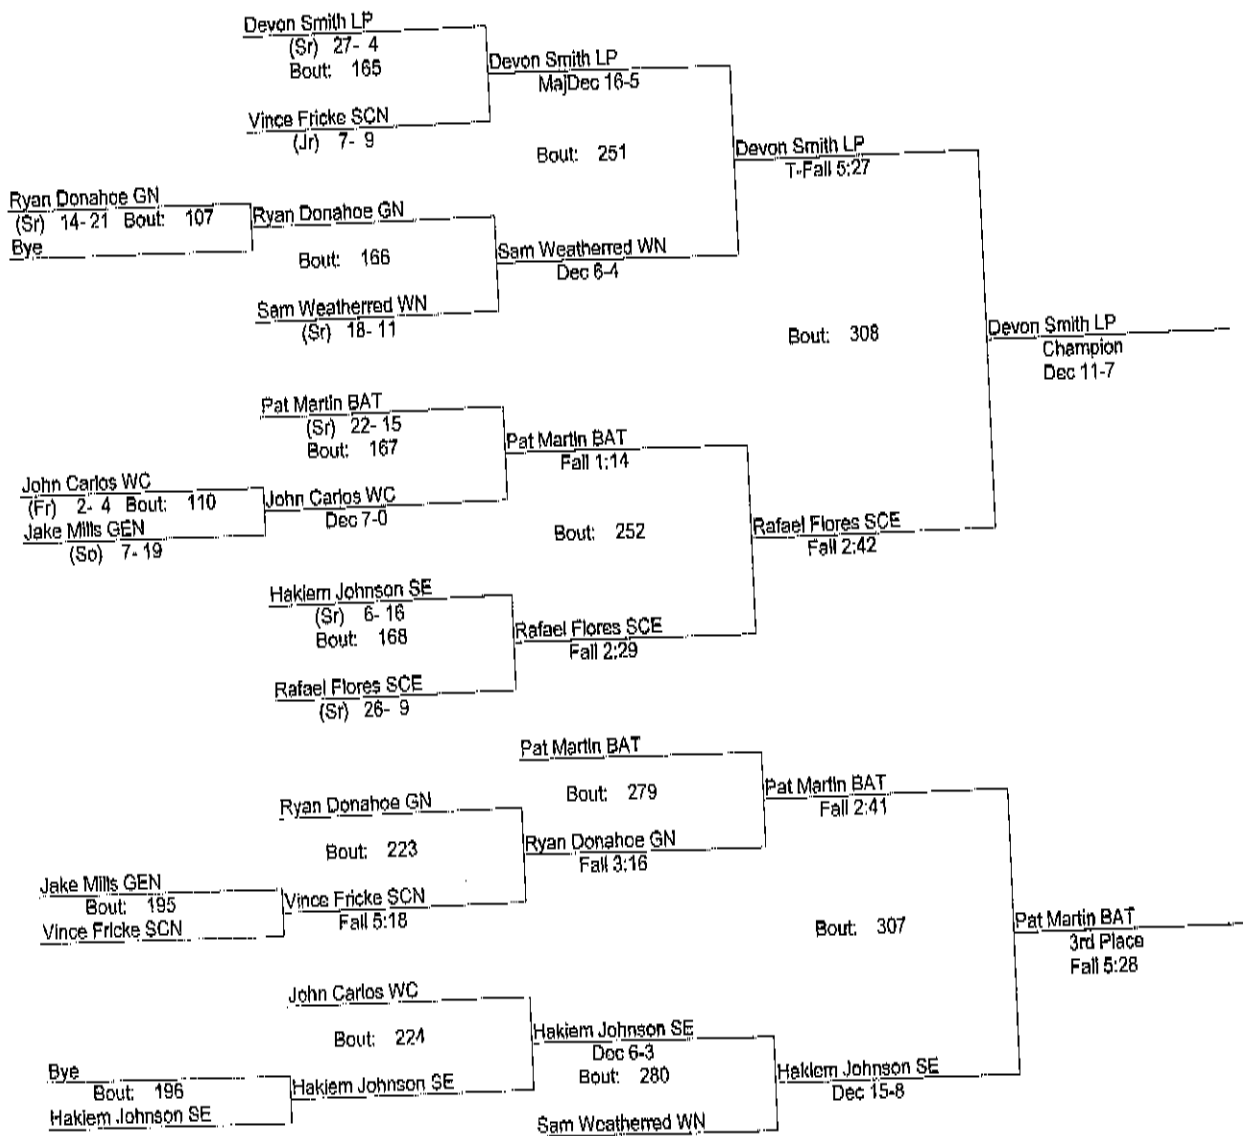 Devon Smith LP
(Sr) 27- 4
Bout: 165
Devon Smith LP
MajDec 16-5
Vince Fricke SCN
(Jr) 7- 9
Bout: 251
Devon Smith LP
T-Fall 5:27
Ryan Donahoe GN
(Sr) 14- 21 Bout: 107
Bye
Ryan Donahoe GN
Bout: 166
Sam Weatherred WN
Dec 6-4
Sam Weatherred WN
(Sr) 18- 11
Bout: 308
Devon Smith LP
Champion
Dec 11-7
Pat Martin BAT
(Sr) 22- 15
Bout: 167
Pat Martin BAT
Fall 1:14
John Carlos WC
(Fr) 2- 4 Bout: 110
Jake Mills GEN
(So) 7- 19
John Carlos WC
Dec 7-0
Bout: 252
Rafael Flores SCE
Fall 2:42
Hakiem Johnson SE
(Sr) 6- 16
Bout: 168
Rafael Flores SCE
Fall 2:29
Rafael Flores SCE
(Sr) 26- 9
Pat Martin BAT
Bout: 279
Pat Martin BAT
Fall 2:41
Ryan Donahoe GN
Bout: 223
Ryan Donahoe GN
Fall 3:16
Jake Mills GEN
Bout: 195
Vince Fricke SCN
Vince Fricke SCN
Fall 5:18
Bout: 307
Pat Martin BAT
3rd Place
Fall 5:28
John Carlos WC
Bout: 224
Hakiem Johnson SE
Dec 6-3
Bout: 280
Bye
Bout: 196
Hakiem Johnson SE
Hakiem Johnson SE
Hakiem Johnson SE
Dec 15-8
Sam Weatherred WN